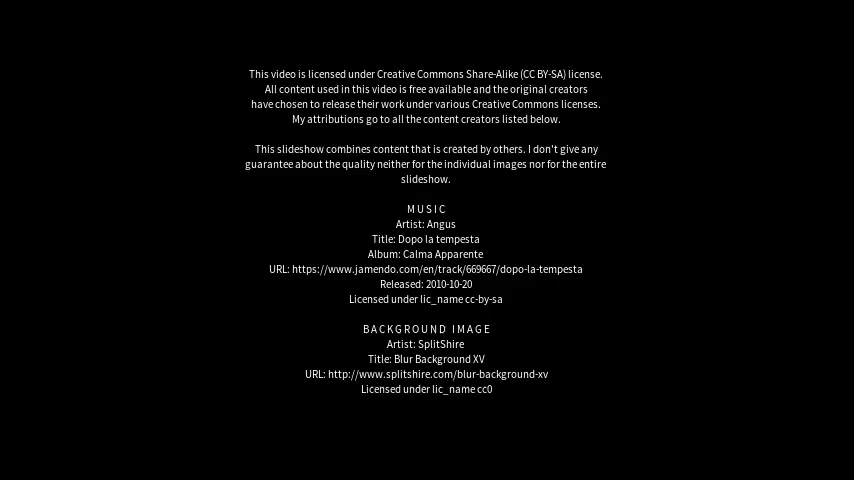 This video is licensed under Creative Commons Share-Alike (CC BY-SA) license.
All content used in this video is free available and the original creators
have chosen to release their work under various Creative Commons licenses.
My attributions go to all the content creators listed below.
This slideshow combines content that is created by others. I don't give any
guarantee about the quality neither for the individual images nor for the entire
slideshow.
MUSIC
Artist: Angus
Title: Dopo la tempesta
Album: Calma Apparente
URL: https://www.jamendo.com/en/track/669667/dopo-la-tempesta
Released: 2010-10-20
Licensed under lic_name cc-by-sa
BACKGROUND IMAGE
Artist: SplitShire
Title: Blur Background XV
URL: http://www.splitshire.com/blur-background-xv
Licensed under lic_name cc0